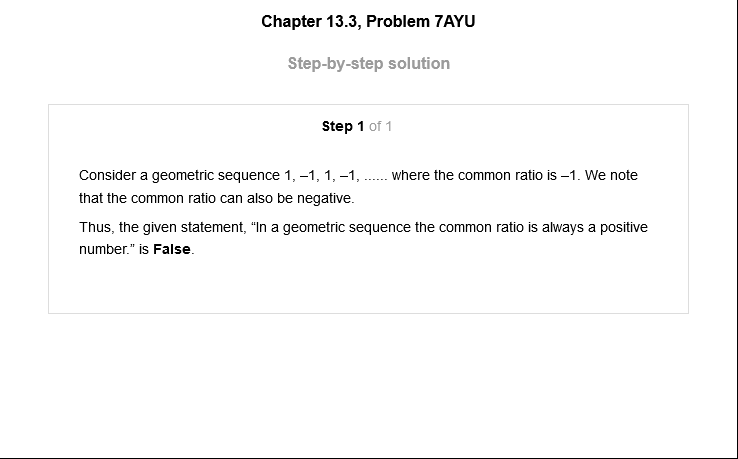 Chapter 13.3, Problem 7AYU
Step-by-step solution
Step 1 of 1
Consider a geometric sequence 1, –1, 1, –1, ...... where the common ratio is –1. We note
that the common ratio can also be negative.
Thus, the given statement, “In a geometric sequence the common ratio is always a positive
number.” is False.